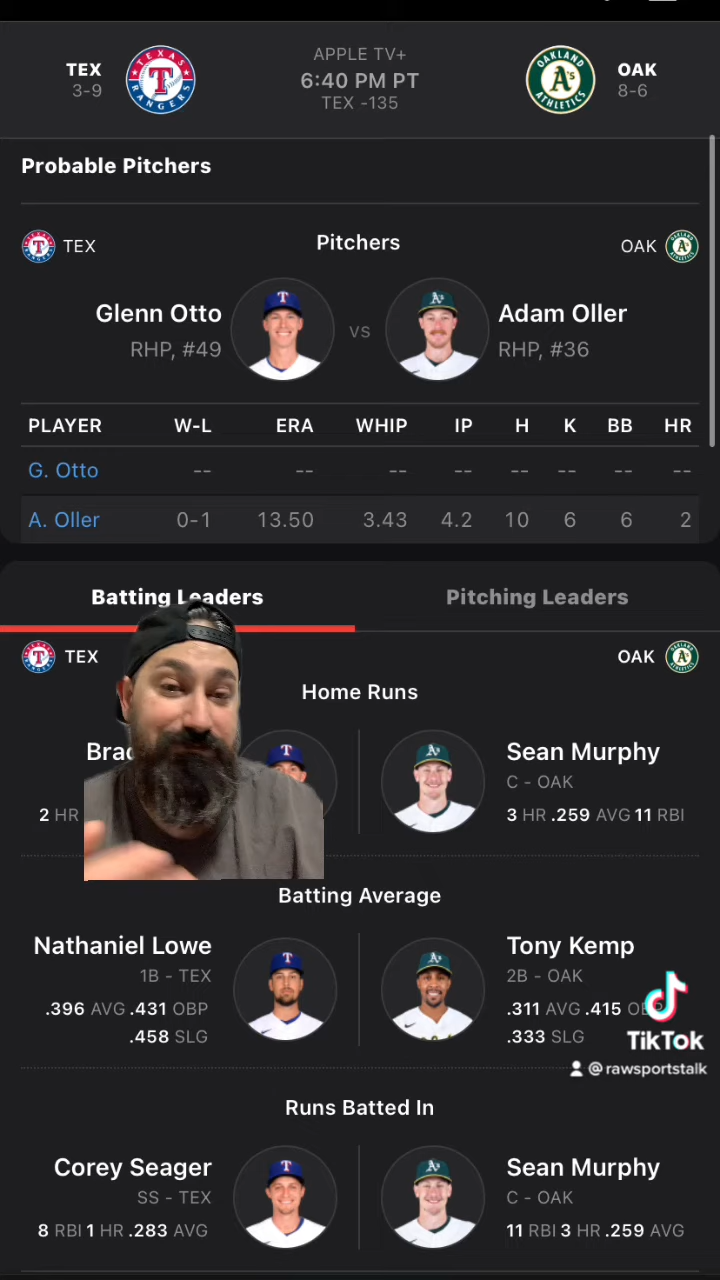 APPLE TV+
TEX
3-9
TEXAS
RANGERS
T
6:40 PM PT
TEX -135
OAKLAND
ATHLETICS
A's
OAK
8-6
Probable Pitchers
TEX
Pitchers
OAK
Glenn Otto
RHP, #49
VS
Adam Oller
RHP, #36
PLAYER W-L ERA WHIP IP H K BB HR
G. Otto -- -- -- -- -- -- -- --
A. Oller 0-1 13.50 3.43 4.2 10 6 6 2
Batting Leaders
Pitching Leaders
TEX
OAK
Home Runs
Brad
2 HR
Sean Murphy
C - OAK
3 HR .259 AVG 11 RBI
Batting Average
Nathaniel Lowe
1B - TEX
.396 AVG .431 OBP
.458 SLG
Tony Kemp
2B - OAK
.311 AVG .415 OBP
.333 SLG
TikTok
@rawsportstalk
Runs Batted In
Corey Seager
SS - TEX
8 RBI 1 HR .283 AVG
Sean Murphy
C - OAK
11 RBI 3 HR .259 AVG